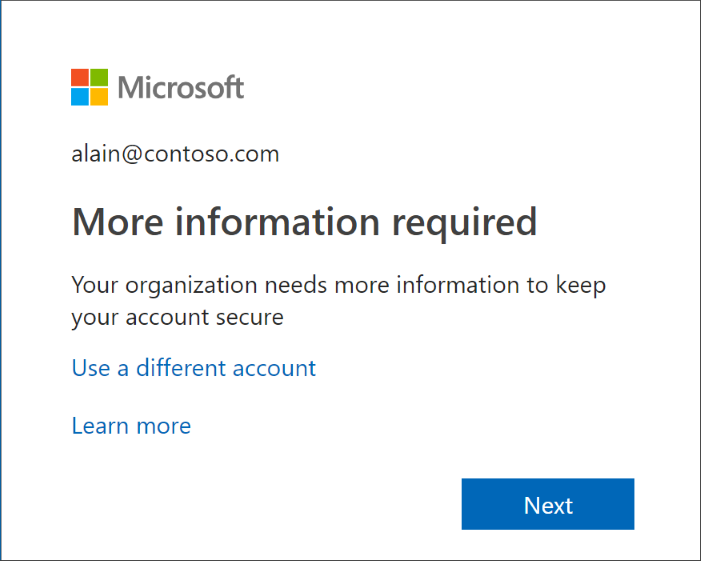 Microsoft
alain@contoso.com
More information required
Your organization needs more information to keep
your account secure
Use a different account
Learn more
Next